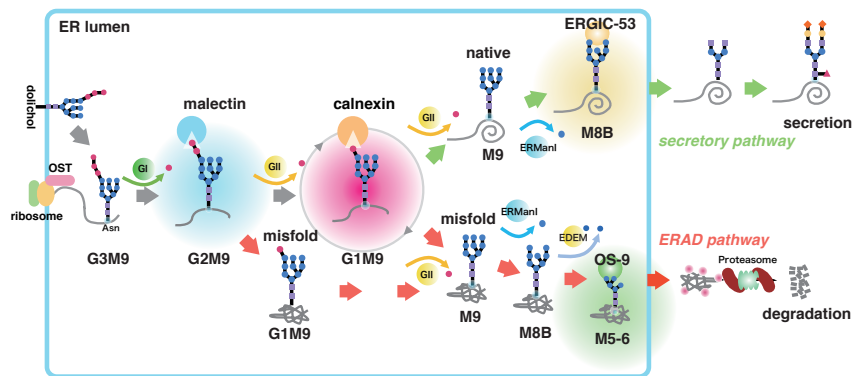 ER lumen
ERGIC-53
dolichol
malectin
calnexin
native
GII
M9
M8B
ERManI
secretory pathway
secretion
OST
ribosome
Asn
GI
GII
G3M9
G2M9
G1M9
misfold
G1M9
misfold
GII
M9
ERManI
M8B
EDEM
OS-9
M5-6
ERAD pathway
Proteasome
degradation